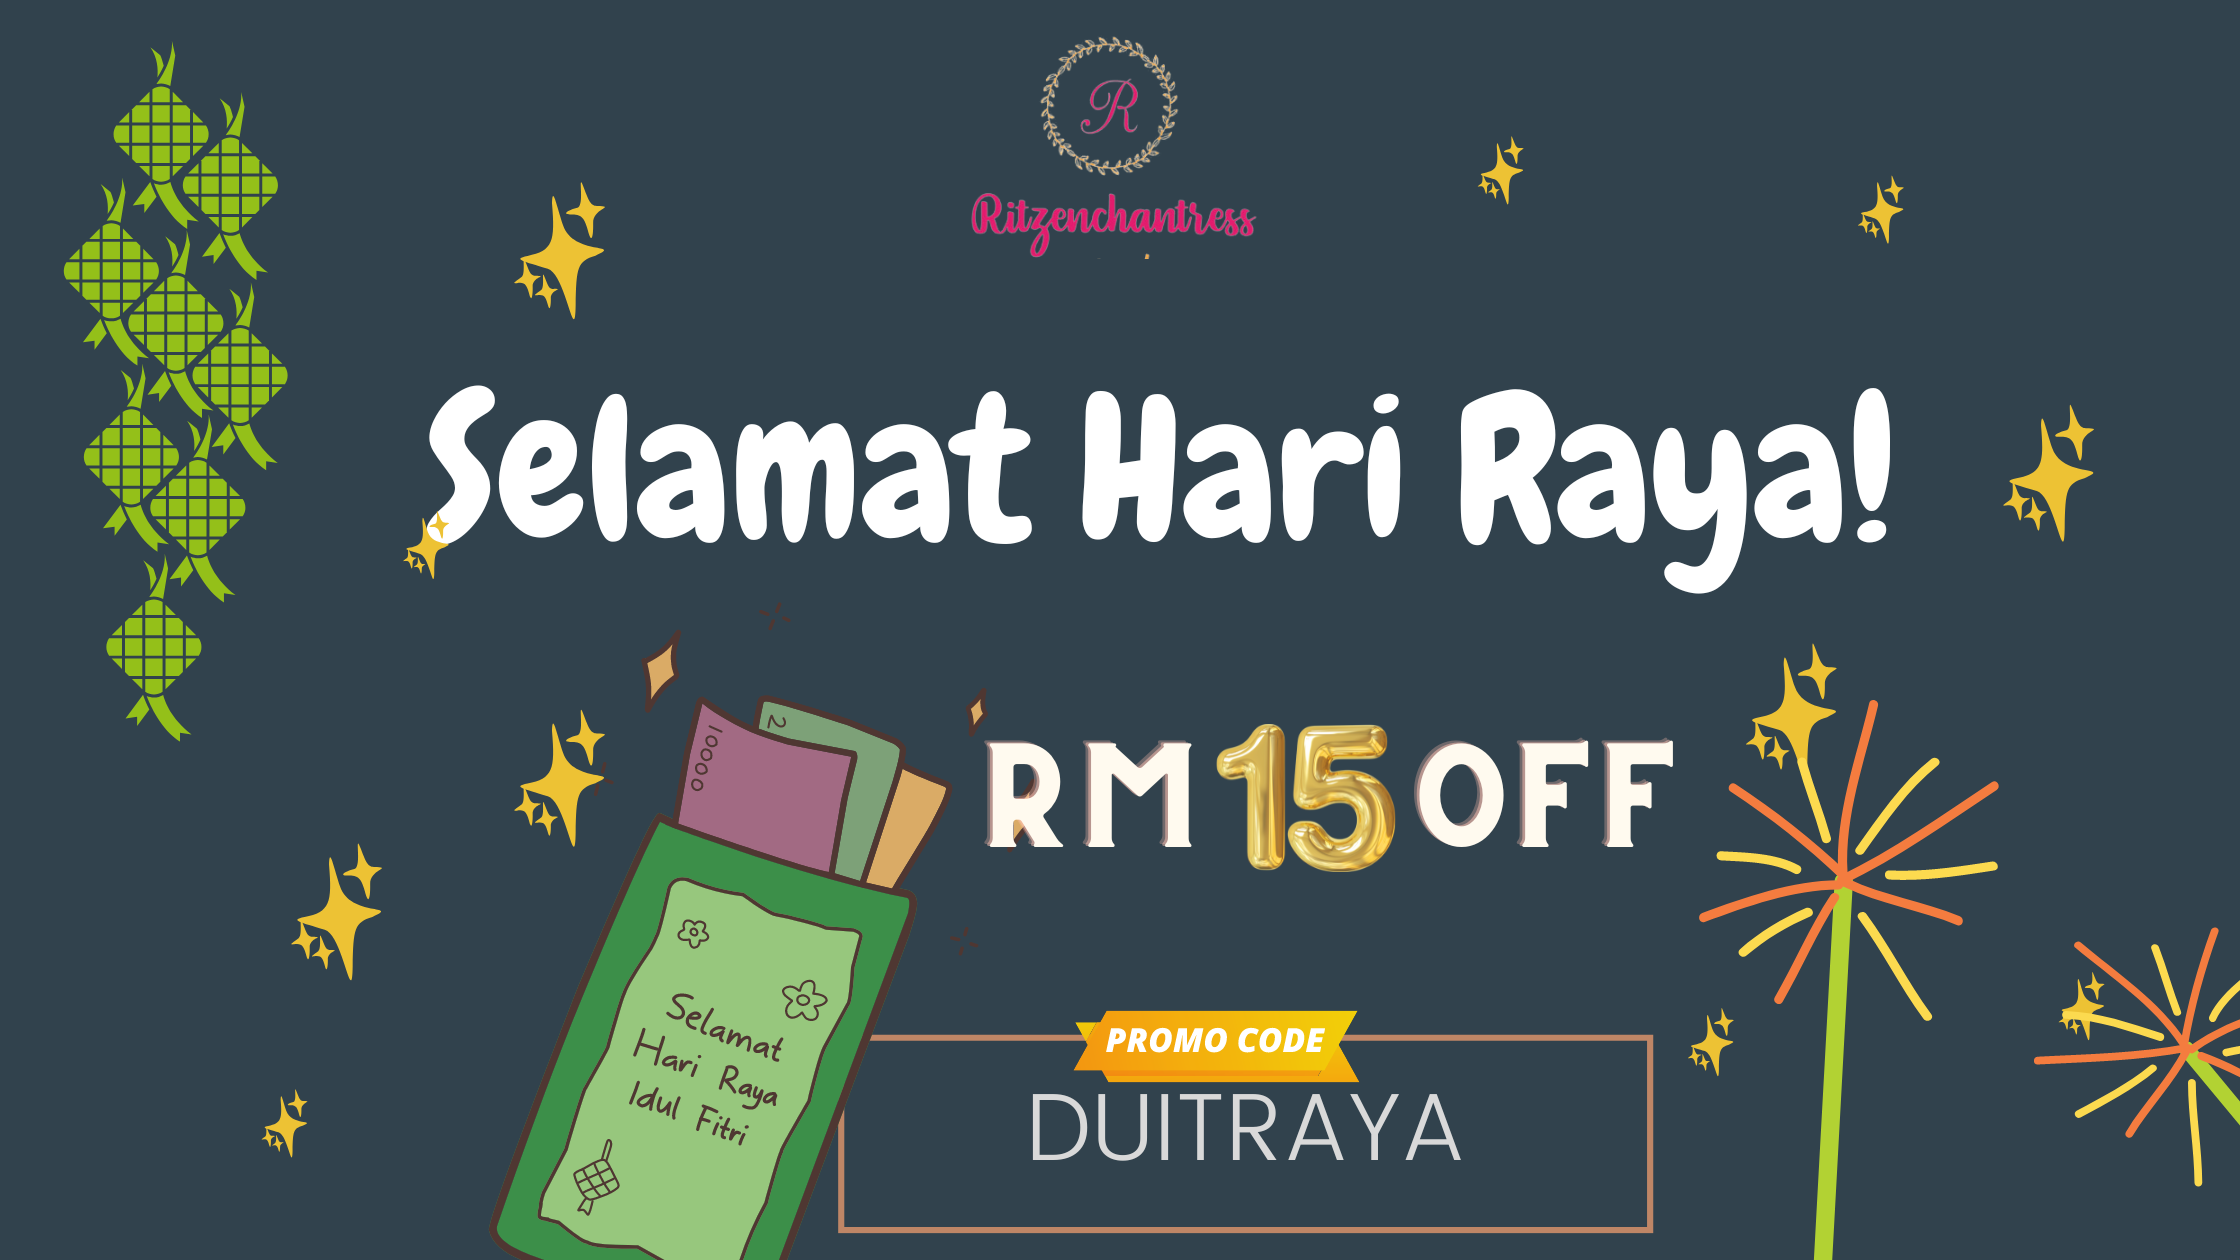 R
Ritzenchantress
Selamat Hari Raya!
RM 15 OFF
10000
2
Selamat
Hari Raya
Idul Fitri
PROMO CODE
DUITRAYA